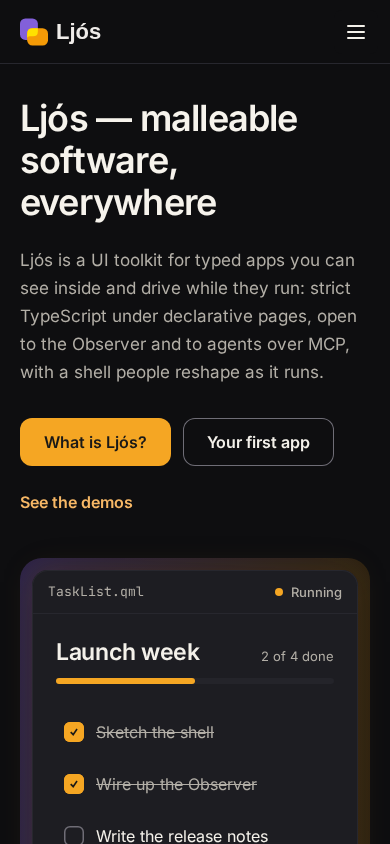 Ljós
Ljós — malleable
software,
everywhere
Ljós is a UI toolkit for typed apps you can
see inside and drive while they run: strict
TypeScript under declarative pages, open
to the Observer and to agents over MCP,
with a shell people reshape as it runs.
What is Ljós?
Your first app
See the demos
TaskList.qml
Running
Launch week
2 of 4 done
Sketch the shell
Wire up the Observer
Write the release notes